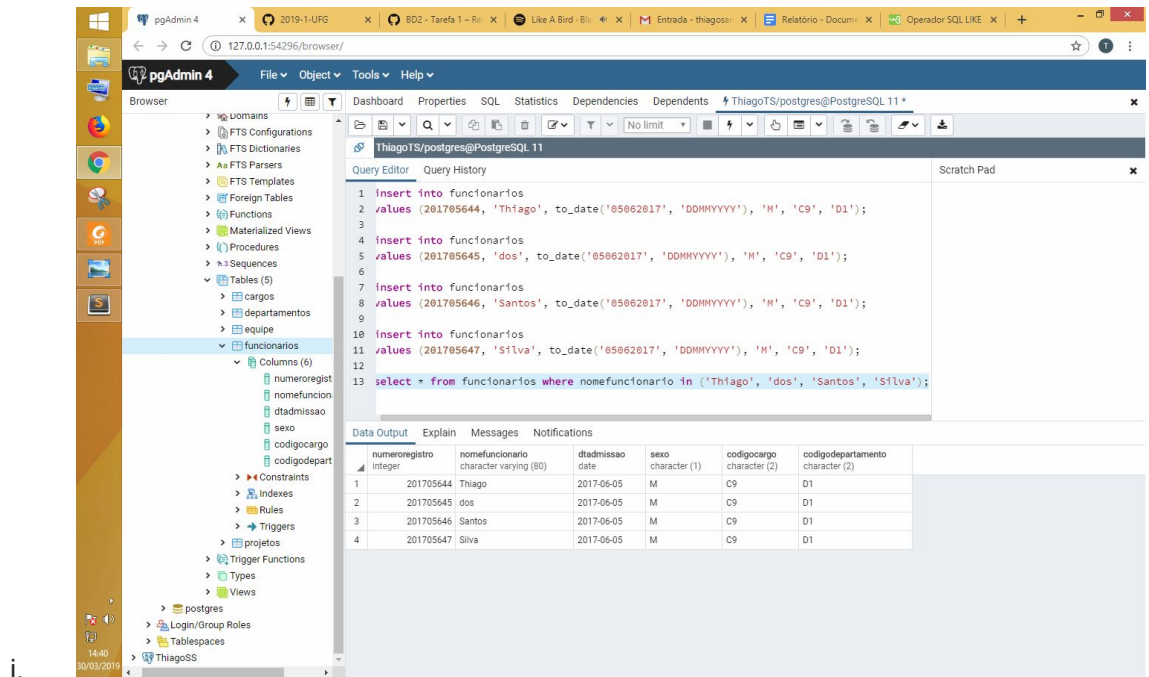 pgAdmin 4
2019-1-UFG
BD2 - Tarefa 1 – Re
Like A Bird - Bla
Entrada - thiagosa
Relatório - Docume
Operador SQL LIKE
127.0.0.1:54296/browser/
T
pgAdmin 4
File Object Tools Help
Browser
Dashboard Properties SQL Statistics Dependencies Dependents ThiagoTS/postgres@PostgreSQL 11 *
No limit
ThiagoTS/postgres@PostgreSQL 11
Query Editor Query History
Scratch Pad
Domains
FTS Configurations
FTS Dictionaries
Aa FTS Parsers
FTS Templates
Foreign Tables
Functions
Materialized Views
Procedures
1..3 Sequences
Tables (5)
cargos
departamentos
equipe
funcionarios
Columns (6)
numeroregist
nomefuncion
dtadmissao
sexo
codigocargo
codigodepart
Constraints
Indexes
Rules
Triggers
projetos
Trigger Functions
Types
Views
postgres
Login/Group Roles
Tablespaces
ThiagoSS
1 insert into funcionarios
2 values (201705644, 'Thiago', to_date('05062017', 'DDMMYYYY'), 'M', 'C9', 'D1');
3
4 insert into funcionarios
5 values (201705645, 'dos', to_date('05062017', 'DDMMYYYY'), 'M', 'C9', 'D1');
6
7 insert into funcionarios
8 values (201705646, 'Santos', to_date('05062017', 'DDMMYYYY'), 'M', 'C9', 'D1');
9
10 insert into funcionarios
11 values (201705647, 'Silva', to_date('05062017', 'DDMMYYYY'), 'M', 'C9', 'D1');
12
13 select * from funcionarios where nomefuncionario in ('Thiago', 'dos', 'Santos', 'Silva');
Data Output Explain Messages Notifications
numeroregistro nomefuncionario dtadmissao sexo codigocargo codigodepartamento
integer character varying (80) date character (1) character (2) character (2)
1 201705644 Thiago 2017-06-05 M C9 D1
2 201705645 dos 2017-06-05 M C9 D1
3 201705646 Santos 2017-06-05 M C9 D1
4 201705647 Silva 2017-06-05 M C9 D1
14:40
30/03/2019
i.